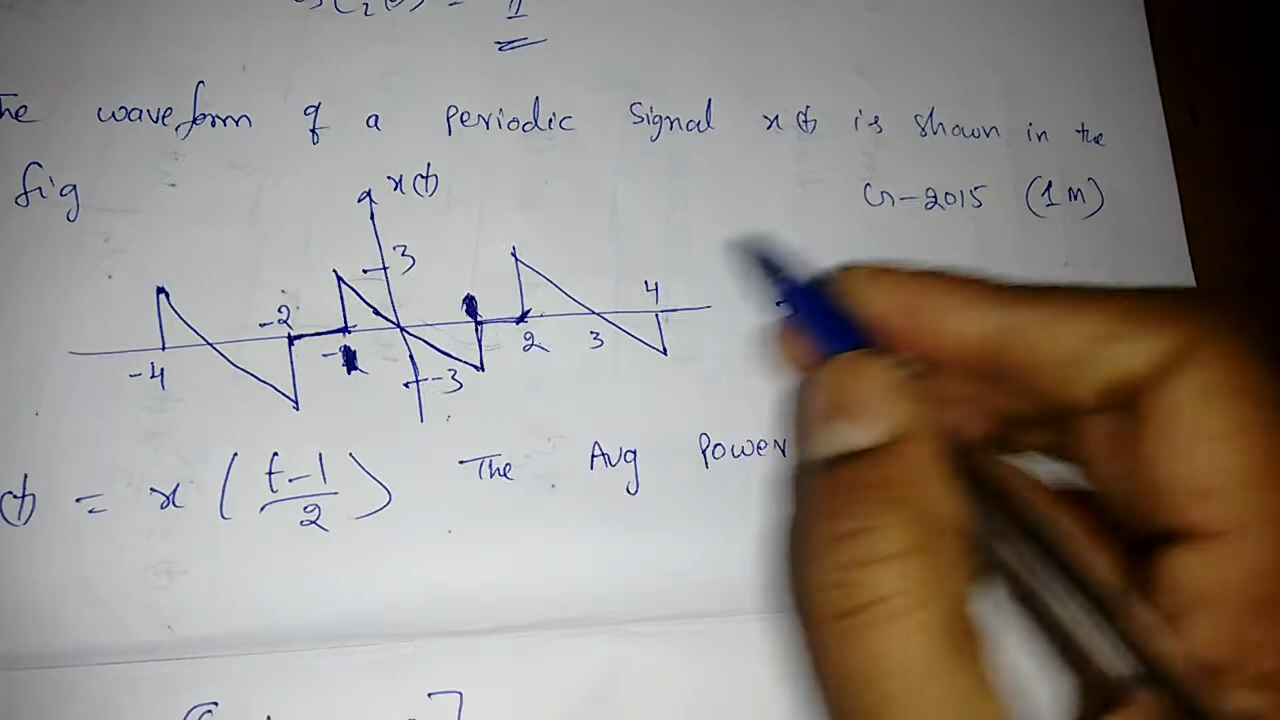 The waveform of a periodic signal x(t) is shown in the
fig
G-2015 (1M)
x(t)
3
-2
4
-4
2
3
-3
(t) = x(t-1/2) The Avg Power